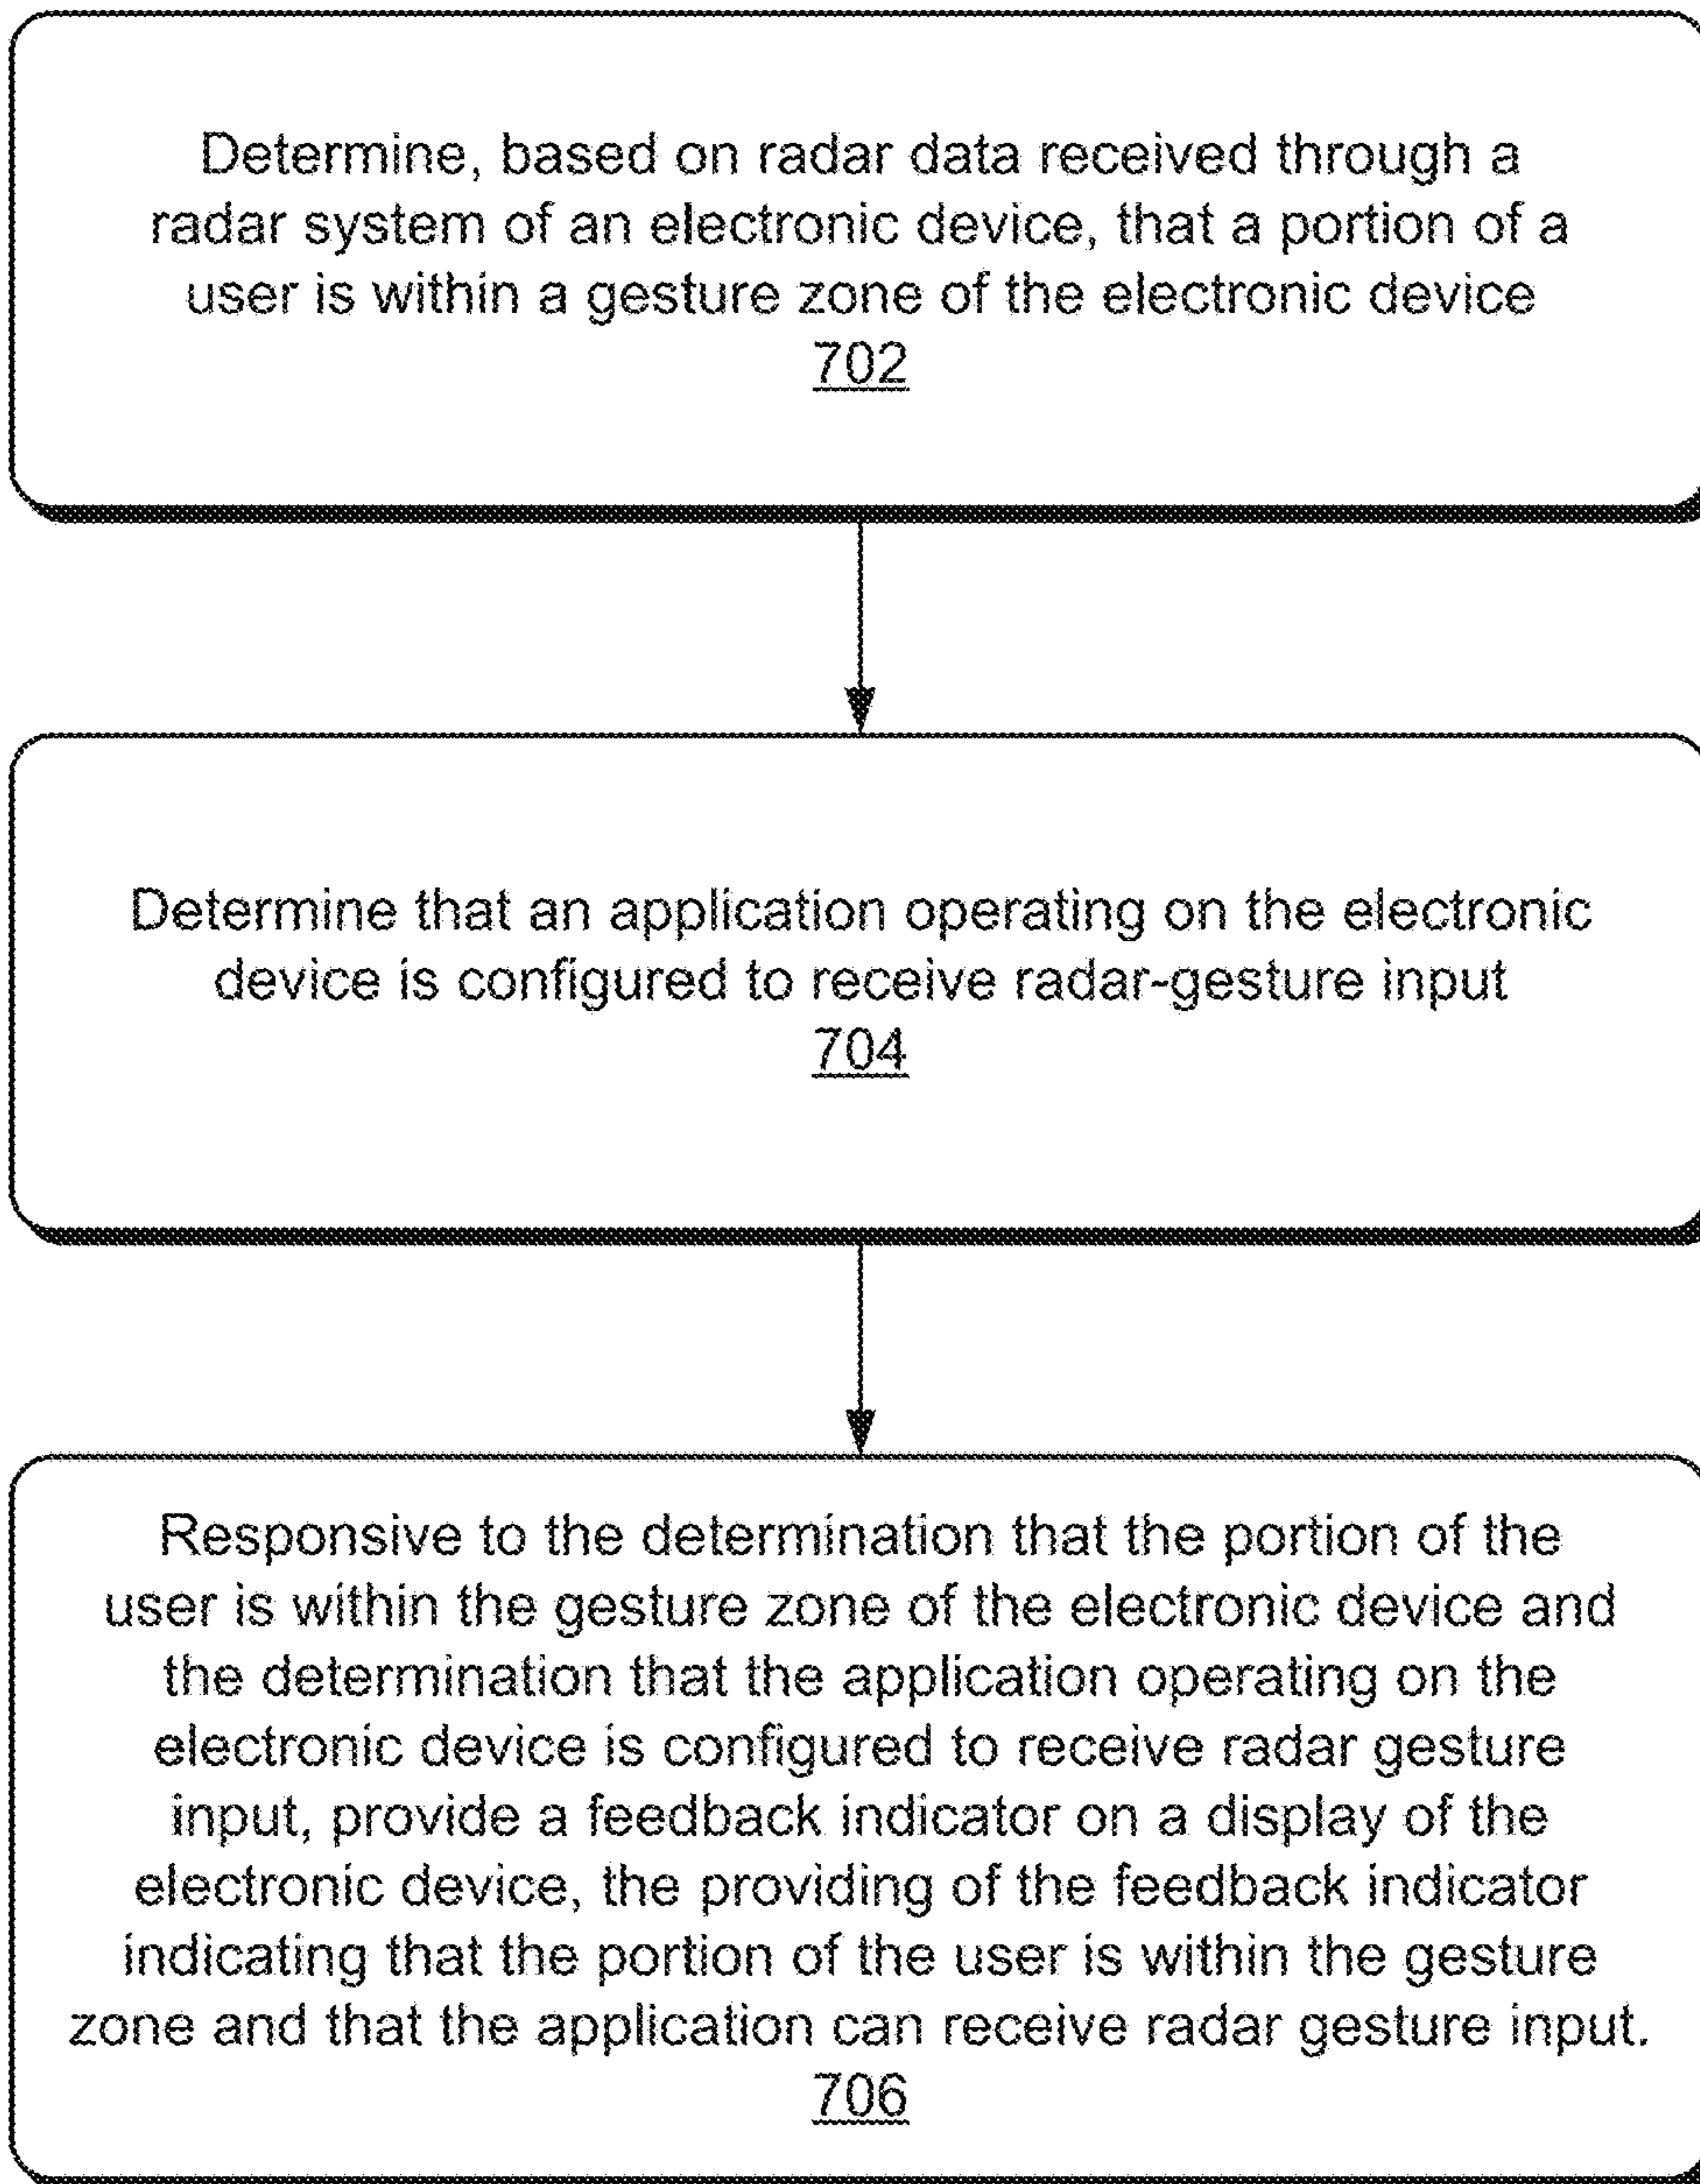 Determine, based on radar data received through a
radar system of an electronic device, that a portion of a
user is within a gesture zone of the electronic device
702
Determine that an application operating on the electronic
device is configured to receive radar-gesture input
704
Responsive to the determination that the portion of the
user is within the gesture zone of the electronic device and
the determination that the application operating on the
electronic device is configured to receive radar gesture
input, provide a feedback indicator on a display of the
electronic device, the providing of the feedback indicator
indicating that the portion of the user is within the gesture
zone and that the application can receive radar gesture input.
706